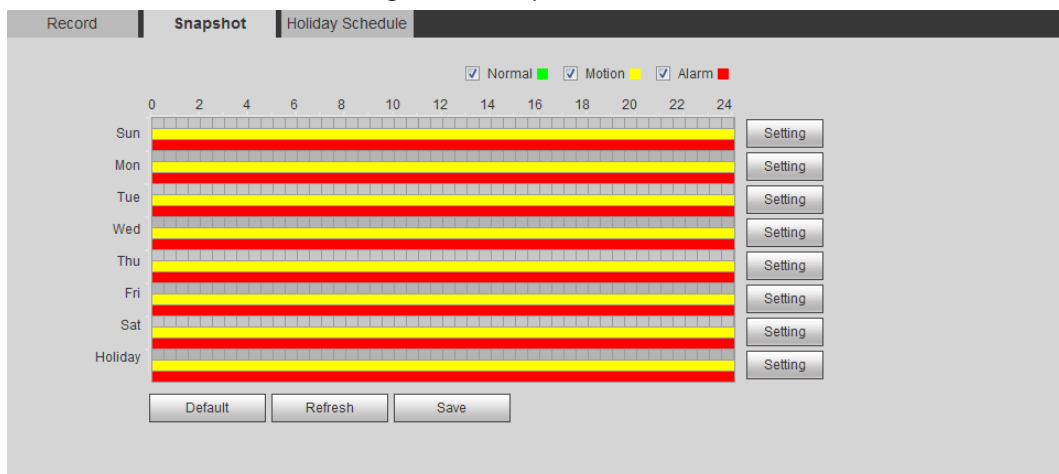 Record Snapshot Holiday Schedule
Normal Motion Alarm
0 2 4 6 8 10 12 14 16 18 20 22 24
Sun Setting
Mon Setting
Tue Setting
Wed Setting
Thu Setting
Fri Setting
Sat Setting
Holiday Setting
Default Refresh Save